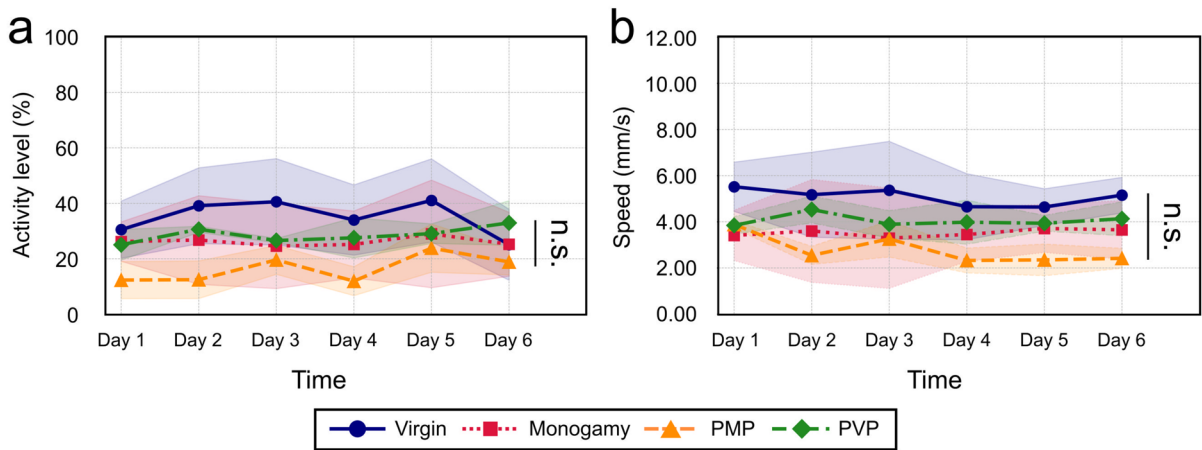 a
Activity level (%)
100
80
60
40
20
0
Day 1 Day 2 Day 3 Day 4 Day 5 Day 6
Time
n.s.
b
Speed (mm/s)
12.00
10.00
8.00
6.00
4.00
2.00
0.00
Day 1 Day 2 Day 3 Day 4 Day 5 Day 6
Time
n.s.
Virgin Monogamy PMP PVP